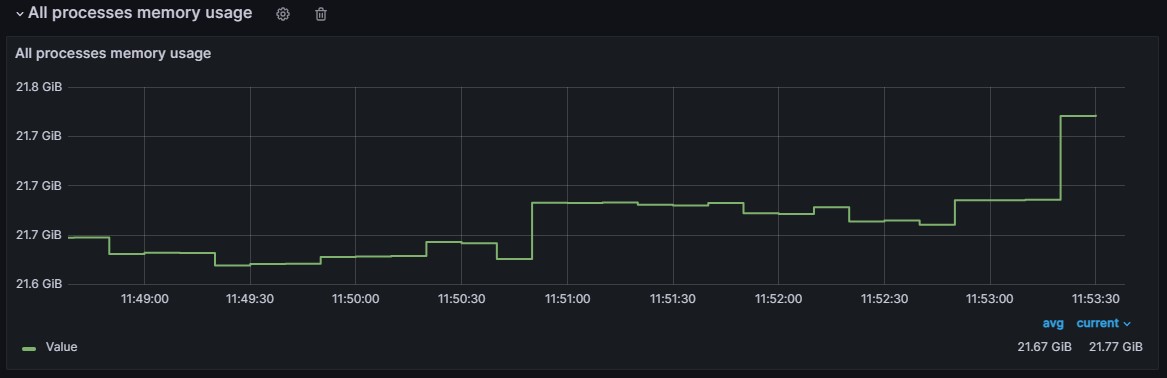 All processes memory usage
All processes memory usage
21.8 GiB
21.7 GiB
21.7 GiB
21.7 GiB
21.6 GiB
11:49:00 11:49:30 11:50:00 11:50:30 11:51:00 11:51:30 11:52:00 11:52:30 11:53:00 11:53:30
avg current
Value 21.67 GiB 21.77 GiB